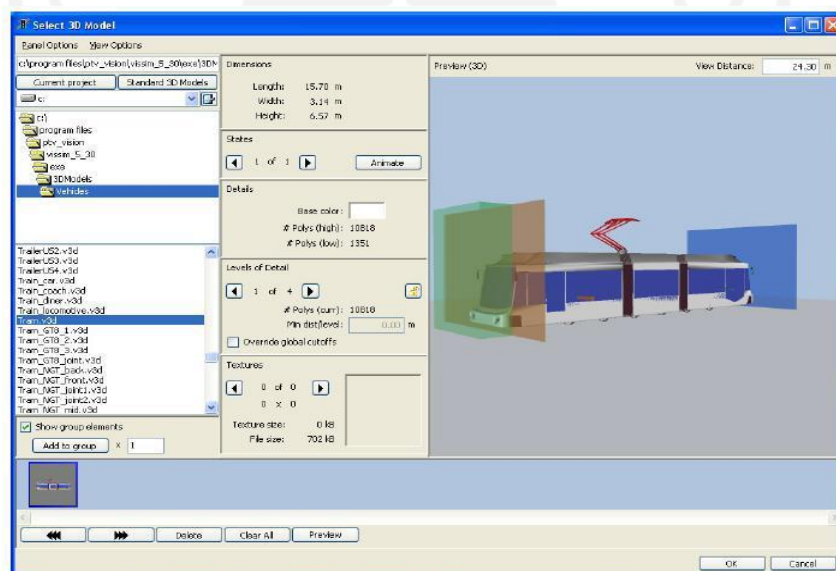 Select 3D Model
Panel Options View Options
c:\program files\ptv_vision\vissim_5_30\exe\3DM
Current project Standard 3D Models
c:
c:\
program files
ptv_vision
vissim_5_30
exe
3DModels
Vehicles
TrailerUS2.v3d
TrailerUS3.v3d
TrailerUS4.v3d
Train_car.v3d
Train_coach.v3d
Train_diner.v3d
Train_locomotive.v3d
Tram.v3d
Tram_GT8_1.v3d
Tram_GT8_2.v3d
Tram_GT8_3.v3d
Tram_GT8_joint.v3d
Tram_NGT_back.v3d
Tram_NGT_front.v3d
Tram_NGT_joint1.v3d
Tram_NGT_joint2.v3d
Tram_NGT_mid.v3d
Show group elements
Add to group x 1
Dimensions
Length: 15.70 m
Width: 3.14 m
Height: 6.57 m
States
1 of 1 Animate
Details
Base color:
# Polys (high): 10818
# Polys (low): 1351
Levels of Detail
1 of 4
# Polys (curr): 10818
Min dist/level: 0.00 m
Override global cutoffs
Textures
0 of 0
0 x 0
Texture size: 0 kB
File size: 702 kB
Preview (3D) View Distance: 24.30 m
Delete Clear All Preview
OK Cancel